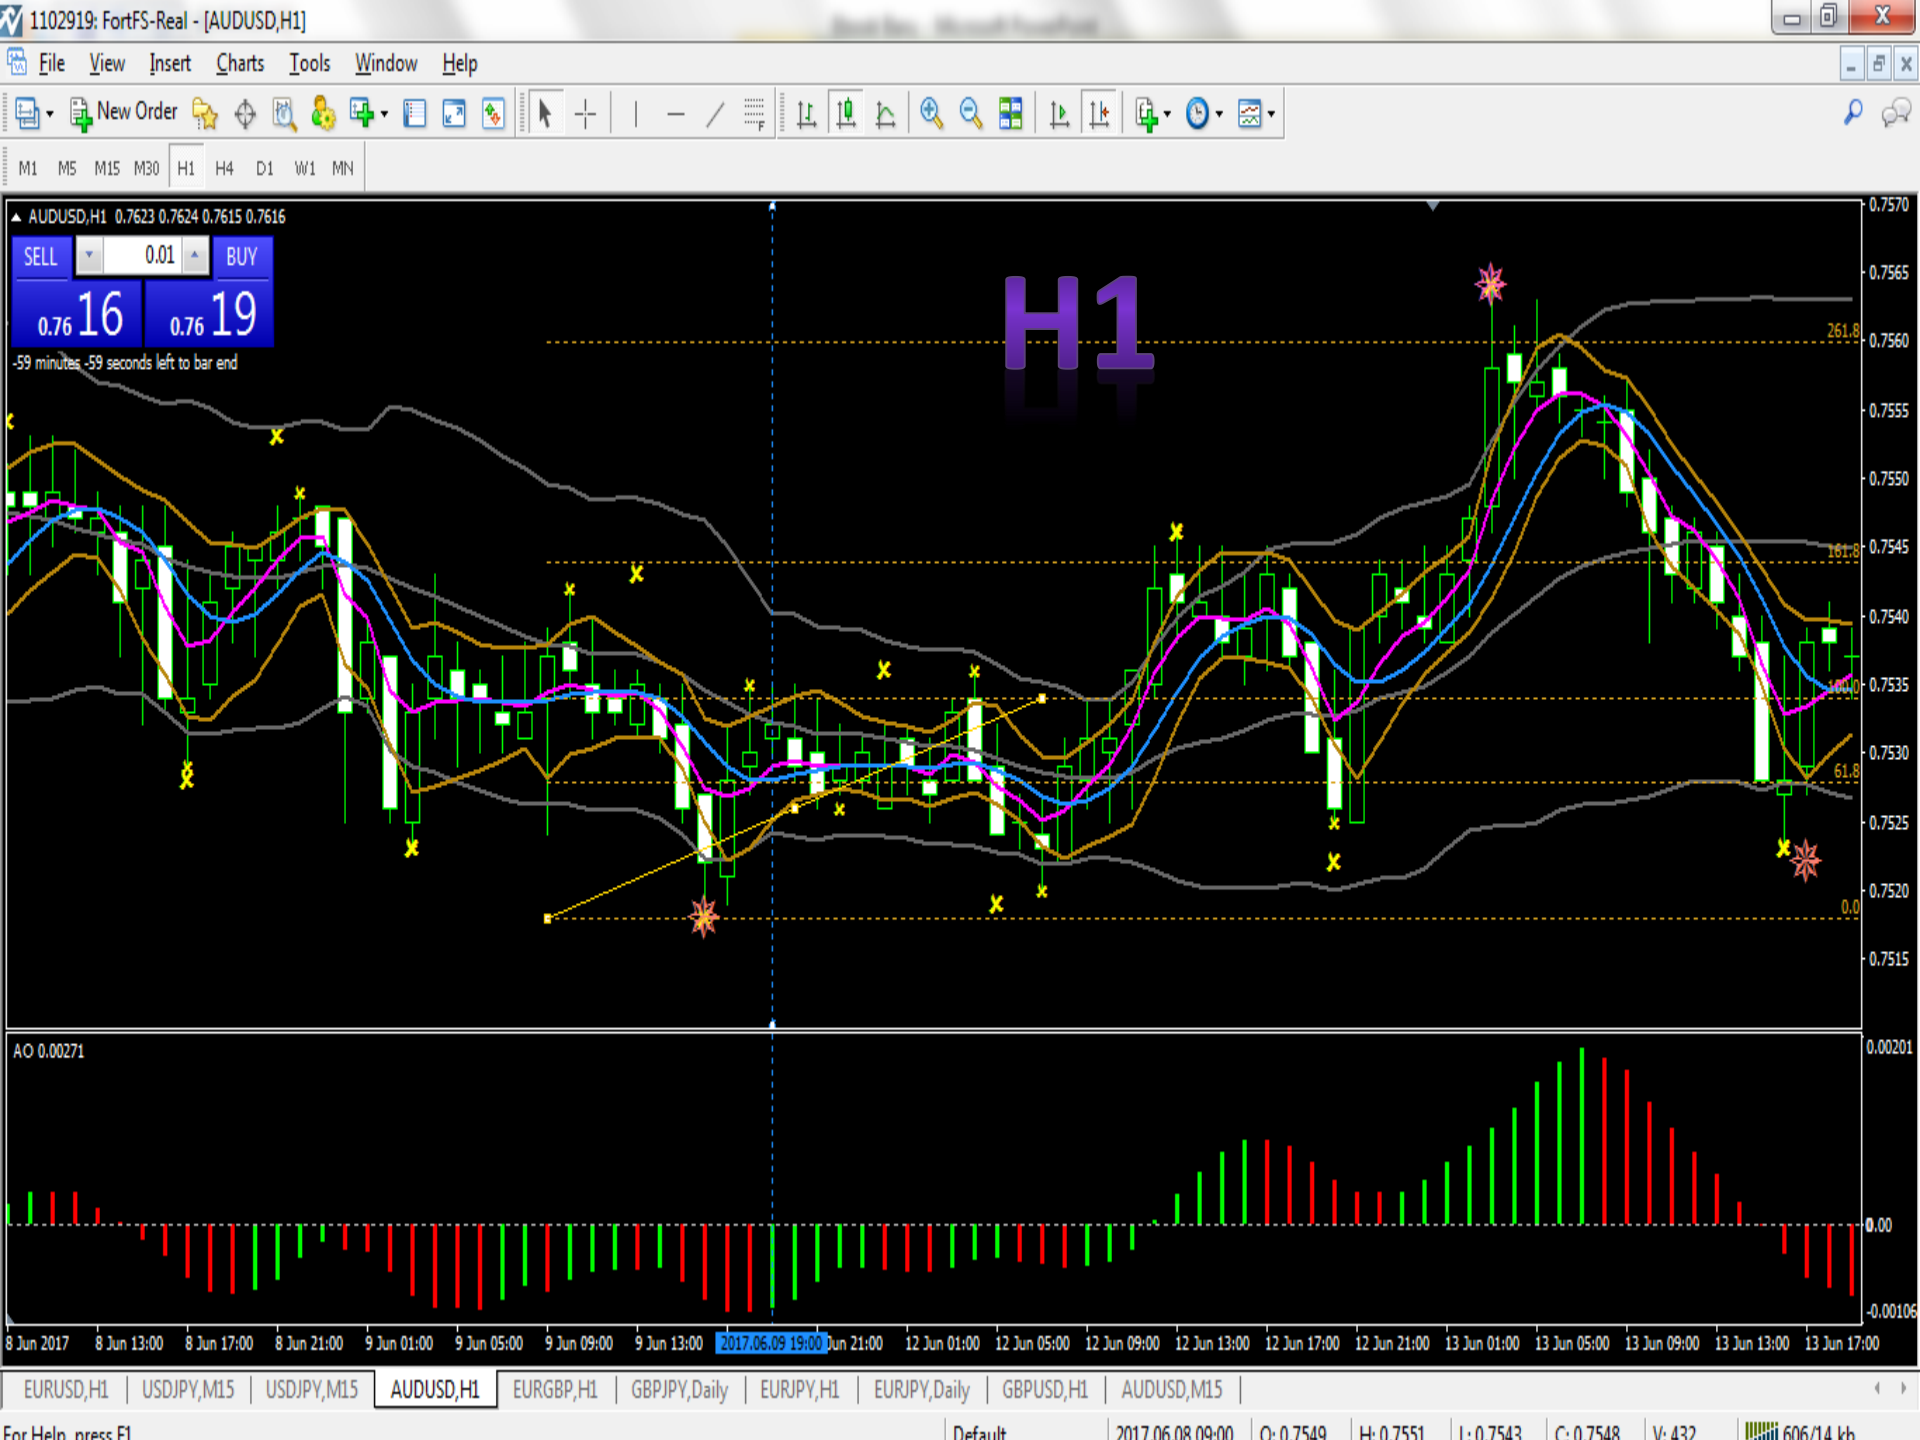 1102919: FortFS-Real - [AUDUSD,H1]
File View Insert Charts Tools Window Help
New Order
M1 M5 M15 M30 H1 H4 D1 W1 MN
AUDUSD,H1 0.7623 0.7624 0.7615 0.7616
SELL 0.01 BUY
0.76 16 0.76 19
-59 minutes -59 seconds left to bar end
H1
0.7570
0.7565
261.8
0.7560
0.7555
0.7550
161.8
0.7545
0.7540
100.0
0.7535
0.7530
61.8
0.7525
0.7520
0.0
0.7515
AO 0.00271
0.00201
0.00
-0.00106
8 Jun 2017 8 Jun 13:00 8 Jun 17:00 8 Jun 21:00 9 Jun 01:00 9 Jun 05:00 9 Jun 09:00 9 Jun 13:00 2017.06.09 19:00 Jun 21:00 12 Jun 01:00 12 Jun 05:00 12 Jun 09:00 12 Jun 13:00 12 Jun 17:00 12 Jun 21:00 13 Jun 01:00 13 Jun 05:00 13 Jun 09:00 13 Jun 13:00 13 Jun 17:00
EURUSD,H1 USDJPY,M15 USDJPY,M15 AUDUSD,H1 EURGBP,H1 GBPJPY,Daily EURJPY,H1 EURJPY,Daily GBPUSD,H1 AUDUSD,M15
For Help, press F1 Default 2017.06.08 09:00 O: 0.7549 H: 0.7551 L: 0.7543 C: 0.7548 V: 432 606/14 kb